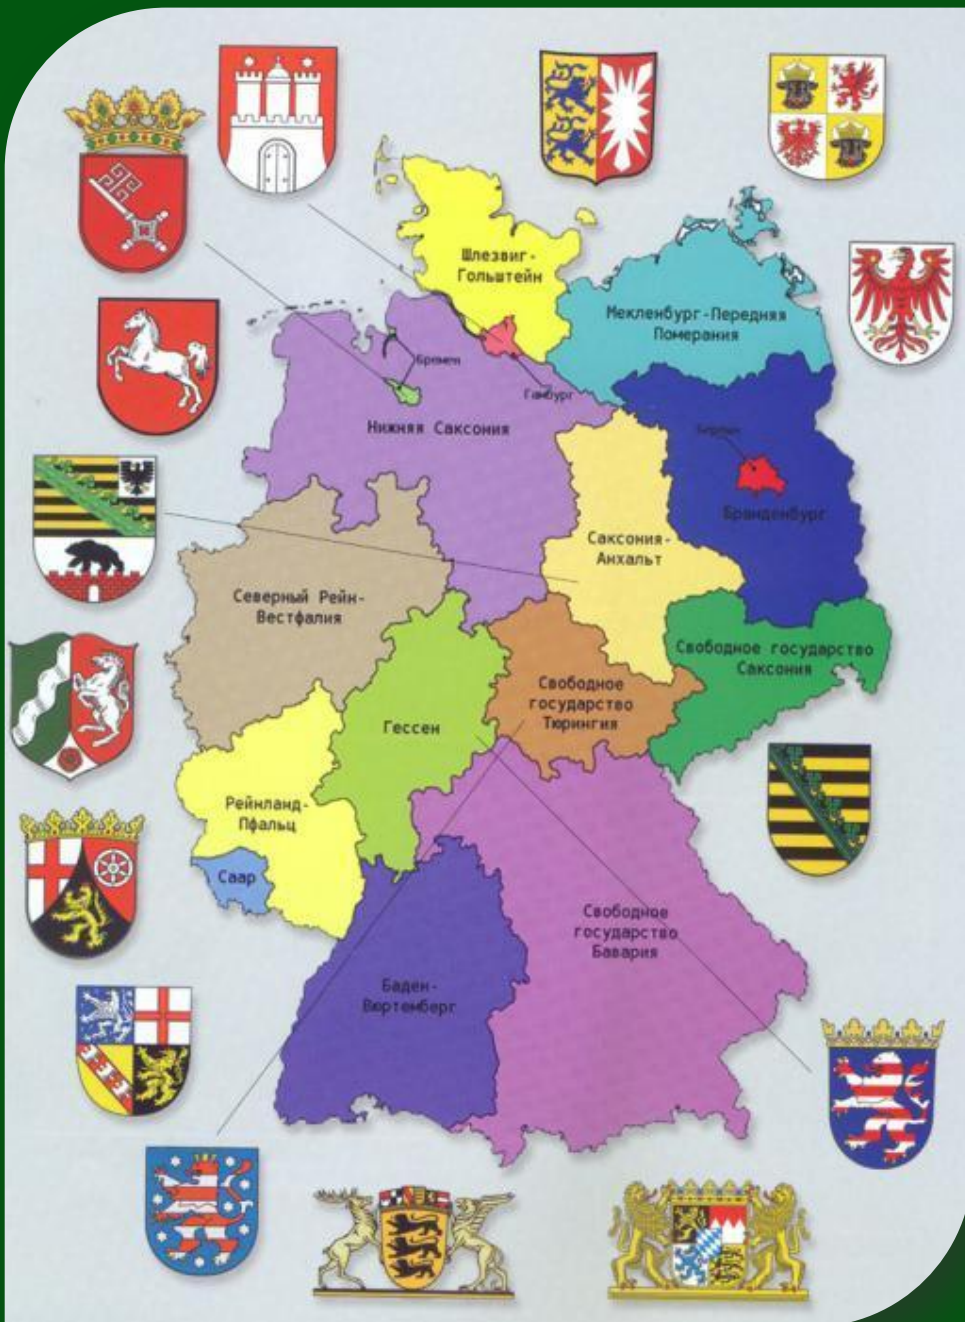 Шлезвиг-
Гольштейн
Мекленбург-Передняя
Померания
Бремен
Гамбург
Нижняя Саксония
Берлин
Бранденбург
Саксония-
Анхальт
Северный Рейн-
Вестфалия
Свободное государство
Саксония
Свободное
государство
Тюрингия
Гессен
Рейнланд-
Пфальц
Саар
Свободное
государство
Бавария
Баден-
Вюртемберг